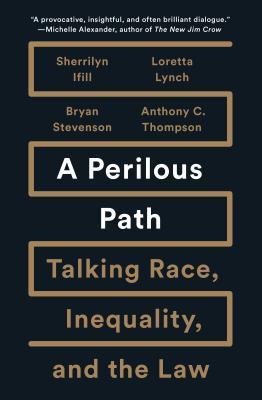 "A provocative, insightful, and often brilliant dialogue."
—Michelle Alexander, author of The New Jim Crow
Sherrilyn Ifill
Loretta Lynch
Bryan Stevenson
Anthony C. Thompson
A Perilous
Path
Talking Race,
Inequality,
and the Law